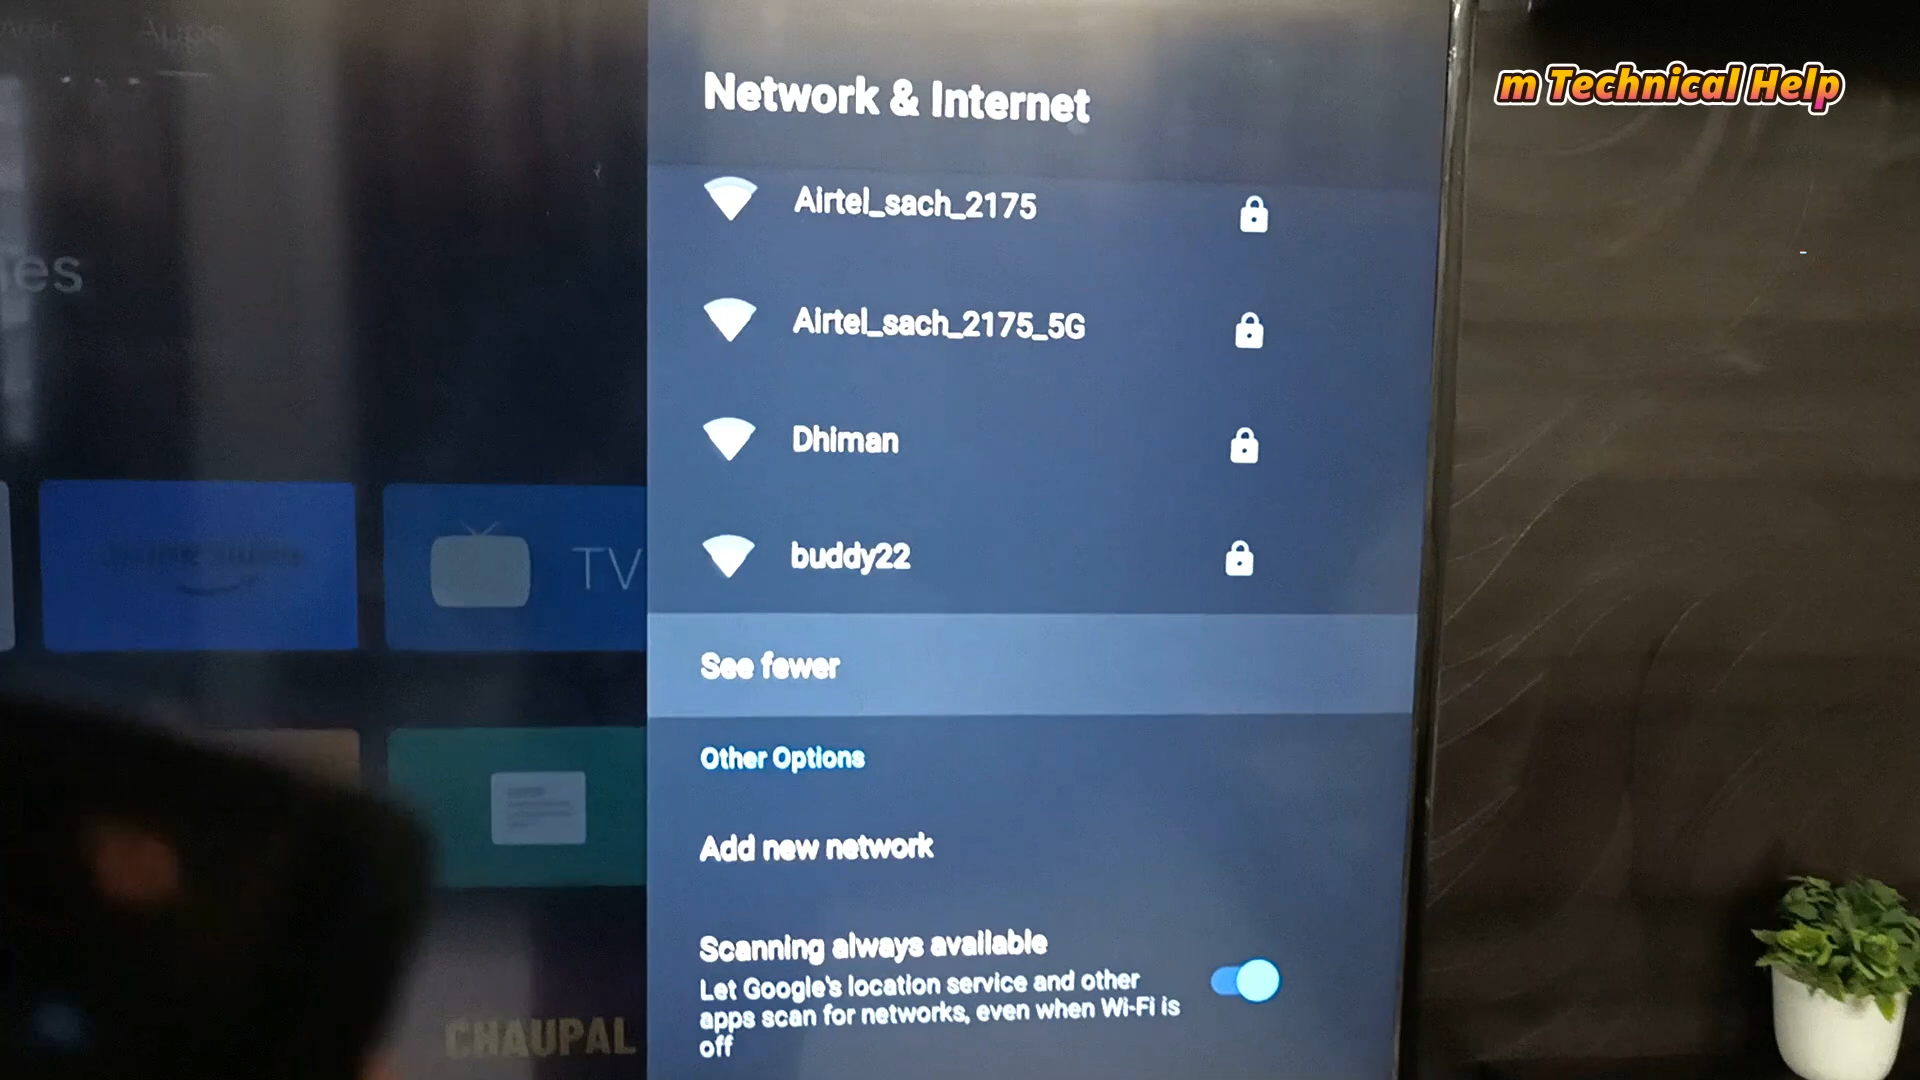 Apps
m Technical Help
Network & Internet
Airtel_sach_2175
Airtel_sach_2175_5G
es
Dhiman
buddy22
TV
See fewer
Other Options
Add new network
Scanning always available
Let Google's location service and other
apps scan for networks, even when Wi-Fi is
off
CHAUPAL